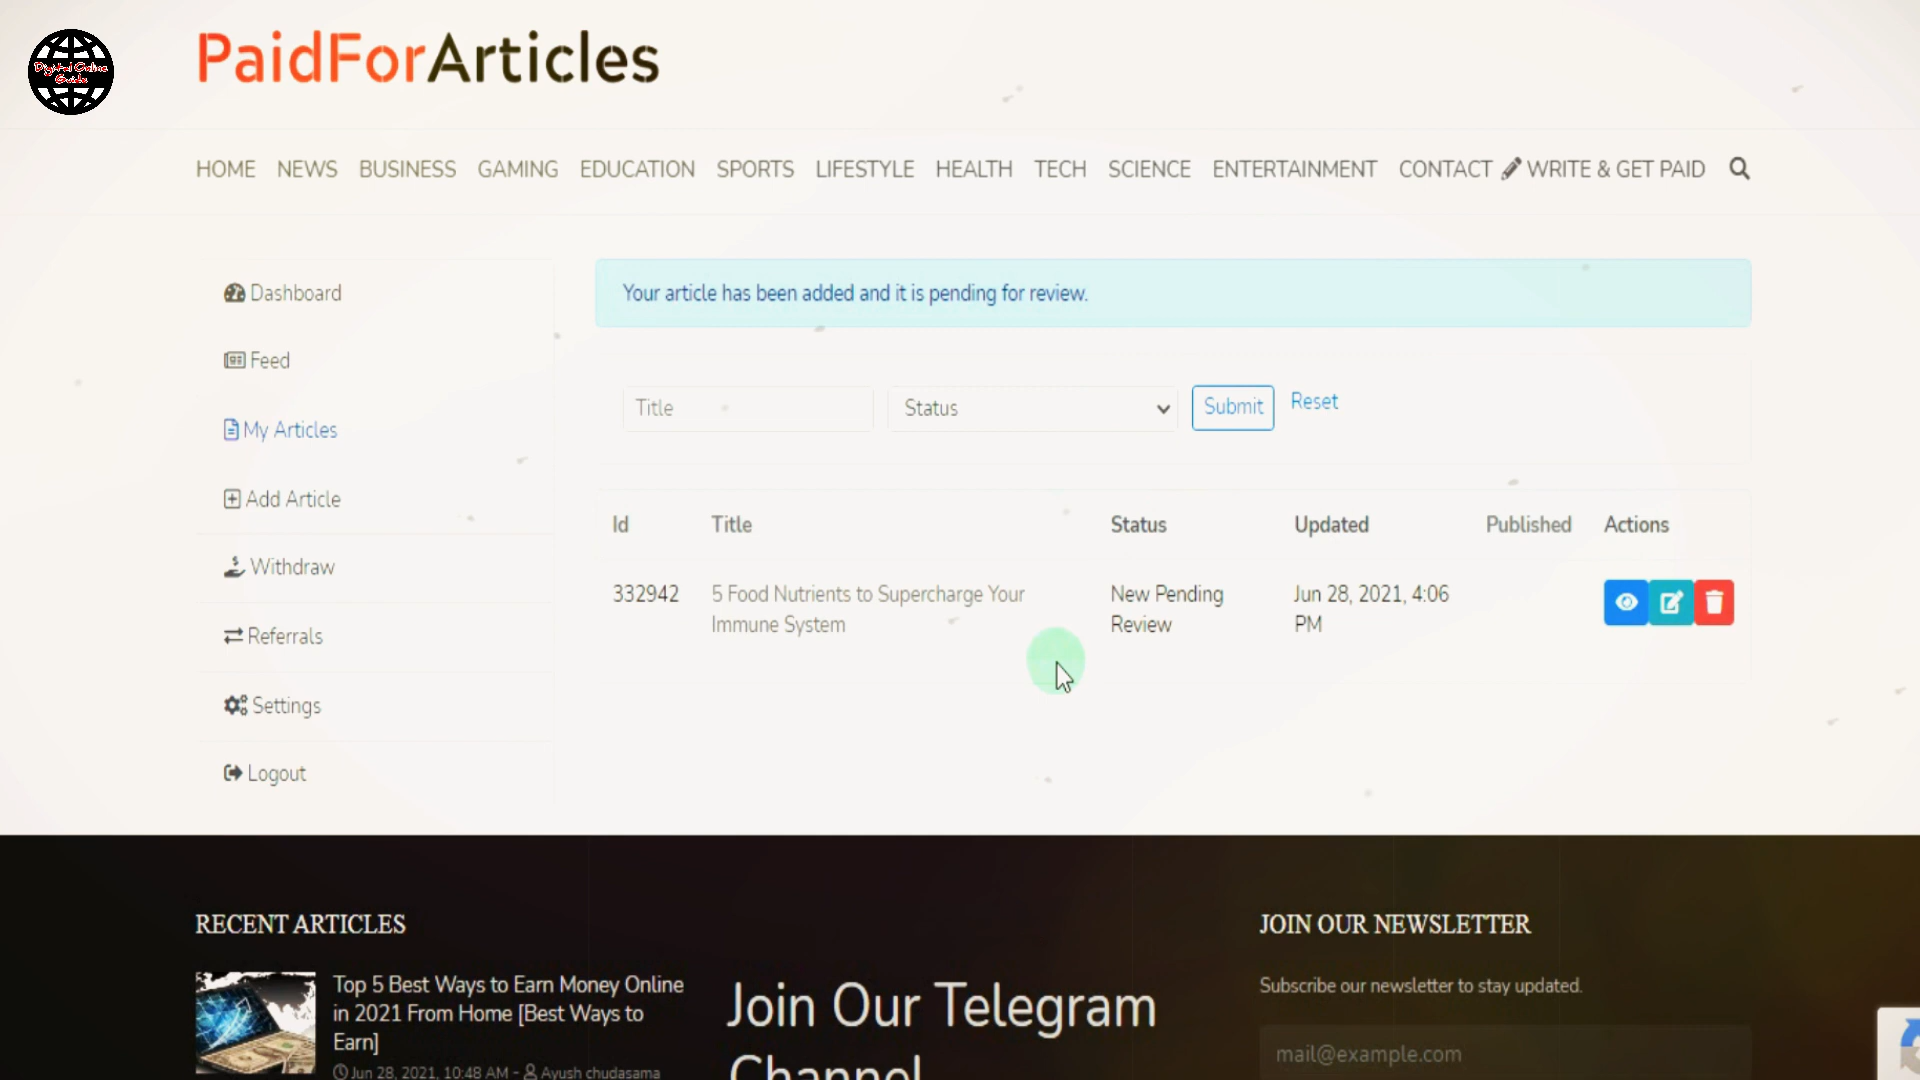 Digital Online
Guide
PaidForArticles
HOME NEWS BUSINESS GAMING EDUCATION SPORTS LIFESTYLE HEALTH TECH SCIENCE ENTERTAINMENT CONTACT WRITE & GET PAID
Dashboard
Feed
My Articles
Add Article
Withdraw
Referrals
Settings
Logout
Your article has been added and it is pending for review.
Title Status Submit Reset
Id Title Status Updated Published Actions
332942 5 Food Nutrients to Supercharge Your New Pending Jun 28, 2021, 4:06
Immune System Review PM
RECENT ARTICLES
Top 5 Best Ways to Earn Money Online
in 2021 From Home [Best Ways to
Earn]
Jun 28, 2021, 10:48 AM - Ayush chudasama
Join Our Telegram
Channel
JOIN OUR NEWSLETTER
Subscribe our newsletter to stay updated.
mail@example.com